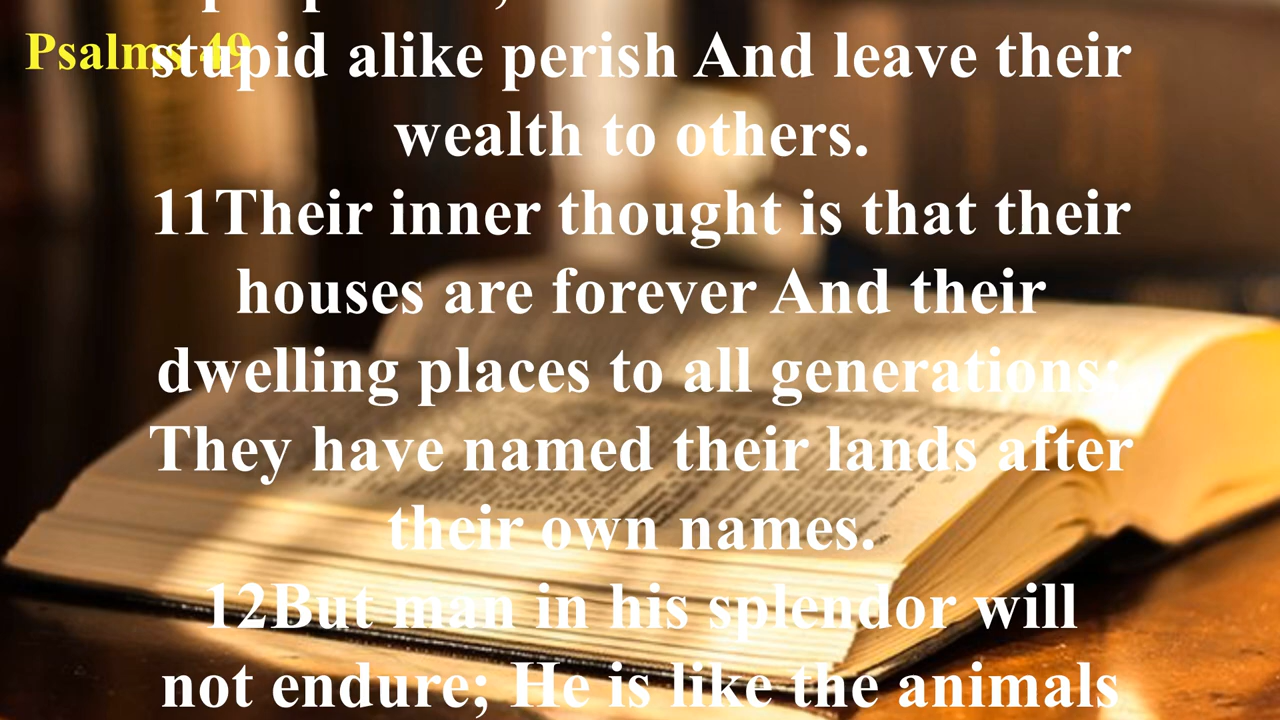 Psalms 49
stupid alike perish And leave their
wealth to others.
11Their inner thought is that their
houses are forever And their
dwelling places to all generations;
They have named their lands after
their own names.
12But man in his splendor will
not endure; He is like the animals